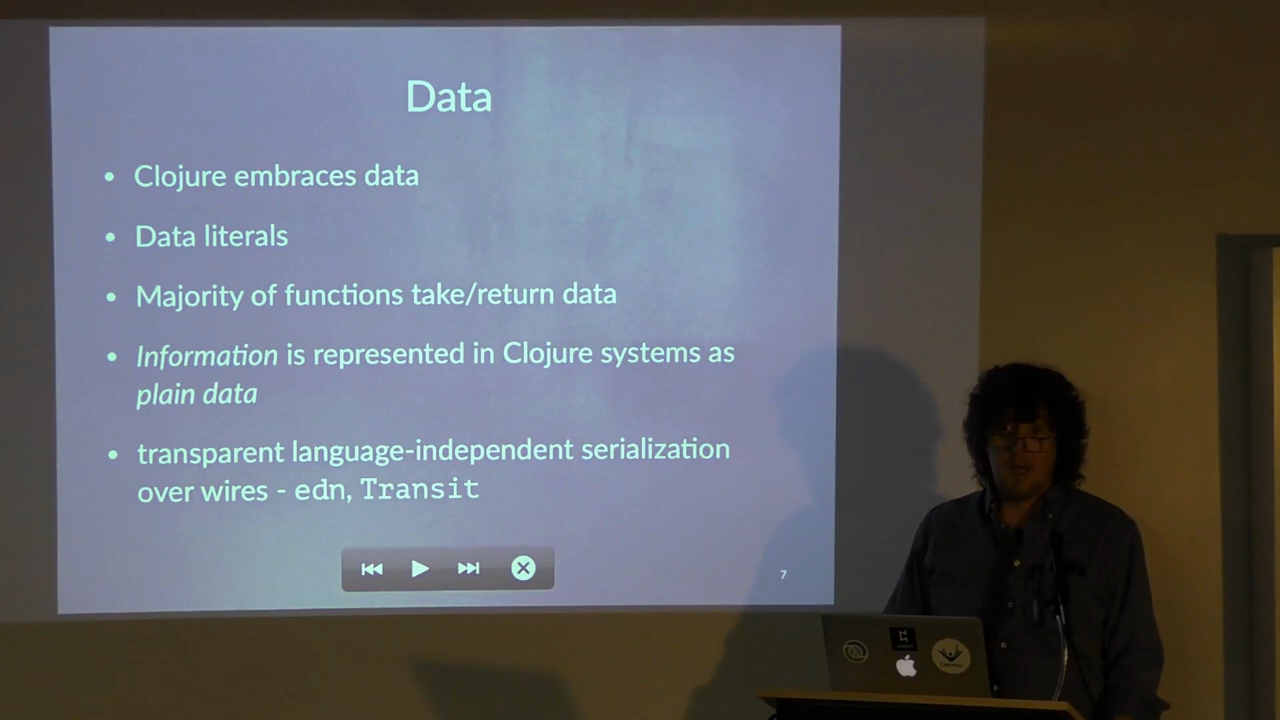 Data
• Clojure embraces data
• Data literals
• Majority of functions take/return data
• Information is represented in Clojure systems as
plain data
• transparent language-independent serialization
over wires - edn, Transit
7